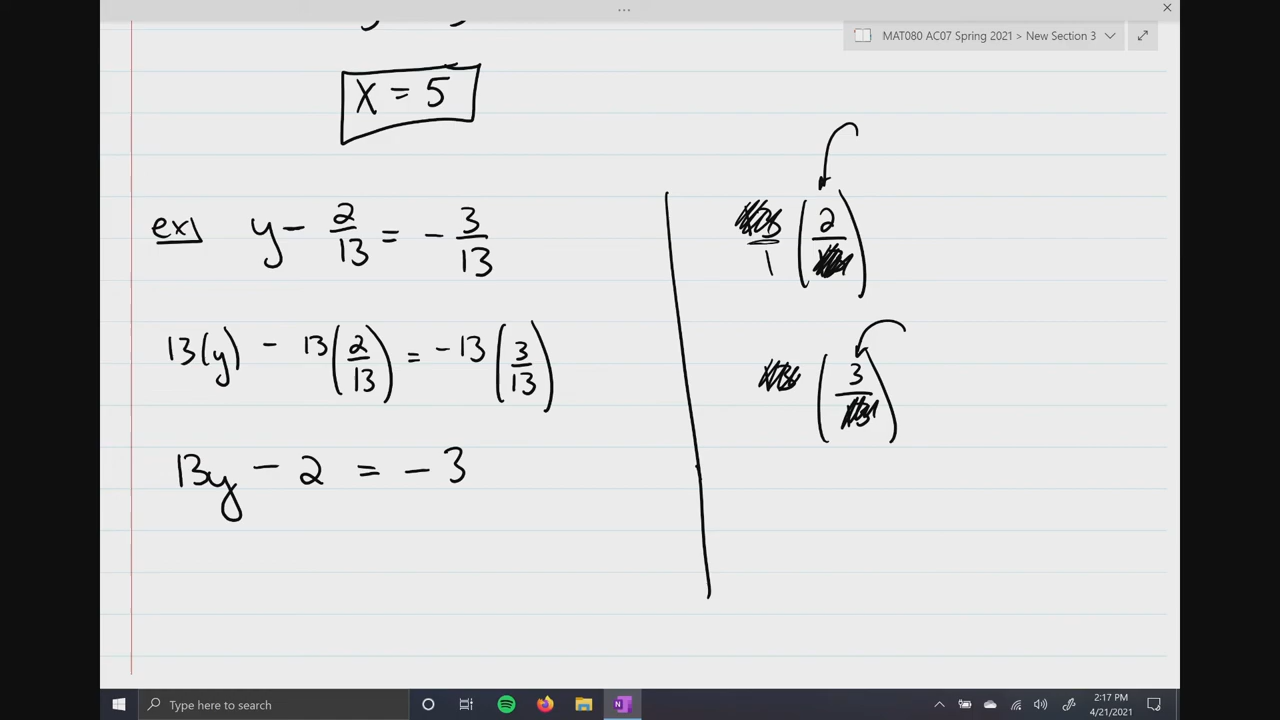 MAT080 AC07 Spring 2021 > New Section 3
x = 5
ex) y - 2/13 = - 3/13
13(y) - 13(2/13) = -13(3/13)
13y - 2 = -3
1 (2
(3
Type here to search
2:17 PM
4/21/2021